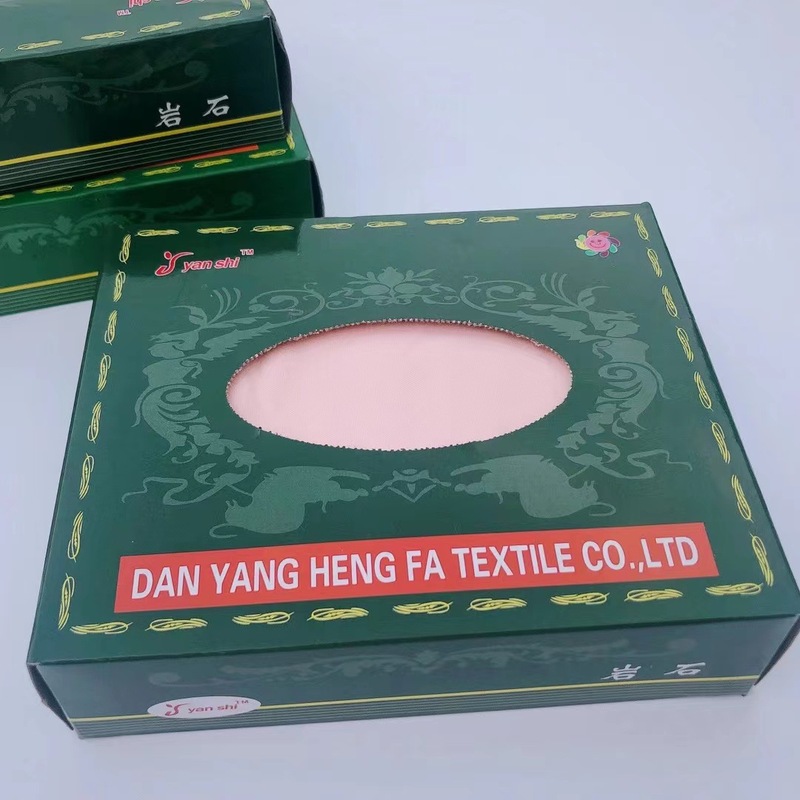 岩石
yan shi™
DAN YANG HENG FA TEXTILE CO.,LTD
岩石
yan shi™